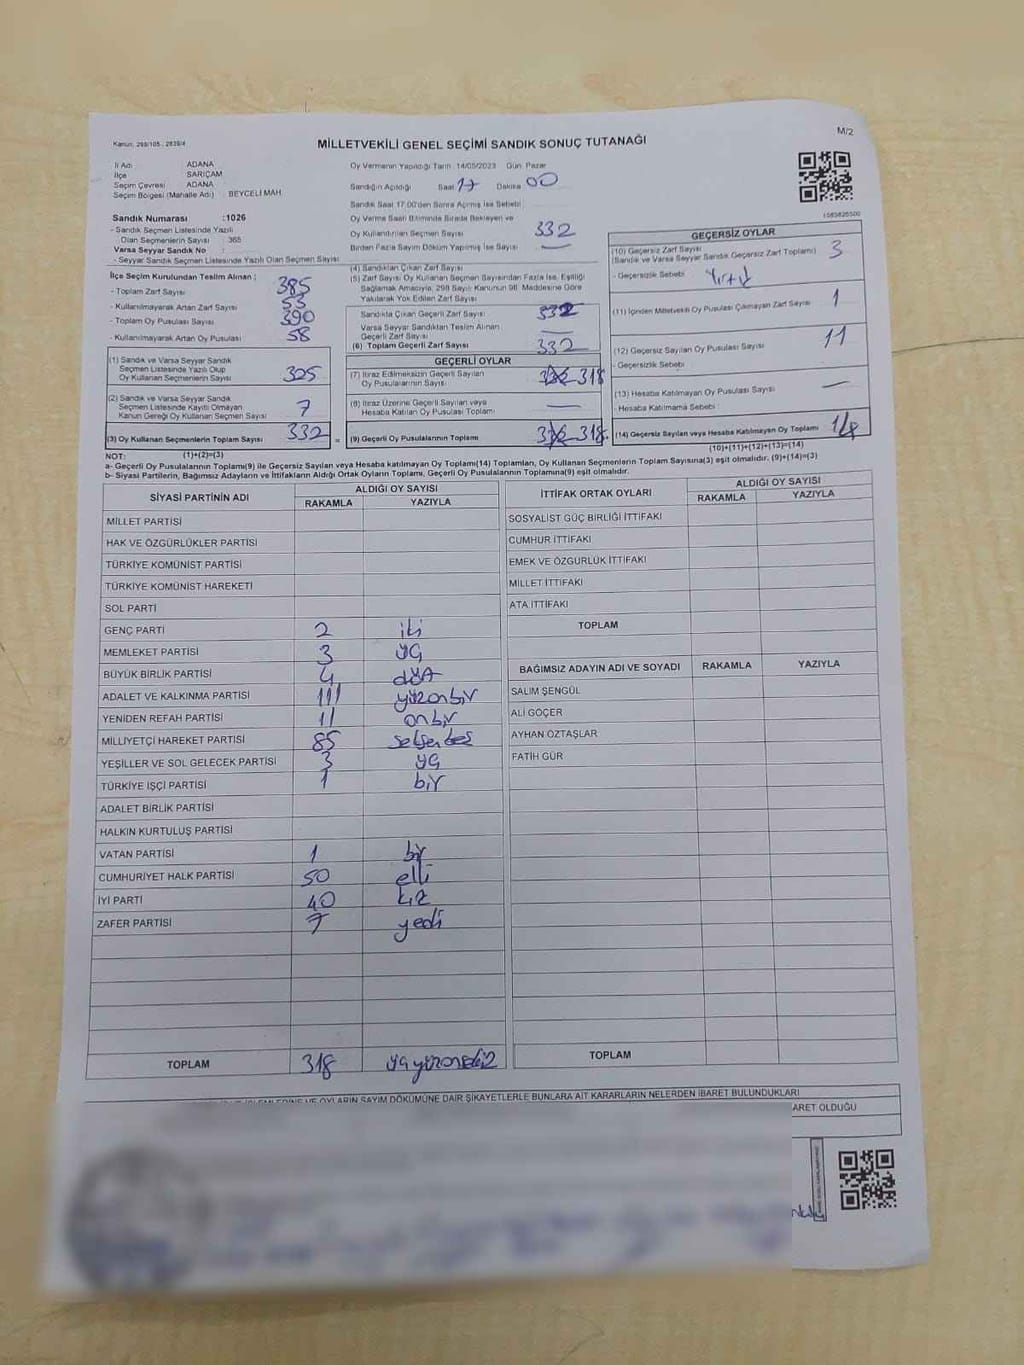 M/2
Kanun, 298/105 - 2839/4
MİLLETVEKİLİ GENEL SEÇİMİ SANDIK SONUÇ TUTANAĞI
İl Adı : ADANA
İlçe : SARIÇAM
Seçim Çevresi : ADANA
Seçim Bölgesi (Mahalle Adı) : BEYCELİ MAH.
Sandık Numarası :1026
- Sandık Seçmen Listesinde Yazılı
Olan Seçmenlerin Sayısı : 365
Varsa Seyyar Sandık No :
- Seyyar Sandık Seçmen Listesinde Yazılı Olan Seçmen Sayısı :
Oy Vermenin Yapıldığı Tarih :14/05/2023 Gün: Pazar
Sandığın Açıldığı Saat 17 Dakika 00
Sandık Saat 17.00'den Sonra Açılmış İse Sebebi:
Oy Verme Saati Bitiminde Sırada Bekleyen ve
Oy Kullandırılan Seçmen Sayısı 332
Birden Fazla Sayım Döküm Yapılmış İse Sayısı —
İlçe Seçim Kurulundan Teslim Alınan :
- Toplam Zarf Sayısı 385
- Kullanılmayarak Artan Zarf Sayısı 53
- Toplam Oy Pusulası Sayısı 390
- Kullanılmayarak Artan Oy Pusulası 58
(1) Sandık ve Varsa Seyyar Sandık
Seçmen Listesinde Yazılı Olup
Oy Kullanan Seçmenlerin Sayısı 325
(2) Sandık ve Varsa Seyyar Sandık
Seçmen Listesinde Kayıtlı Olmayan
Kanun Gereği Oy Kullanan Seçmen Sayısı 7
(3) Oy Kullanan Seçmenlerin Toplam Sayısı 332 =
(4) Sandıktan Çıkan Zarf Sayısı
(5) Zarf Sayısı Oy Kullanan Seçmen Sayısından Fazla İse, Eşitliği
Sağlamak Amacıyla, 298 Sayılı Kanunun 98. Maddesine Göre
Yakılarak Yok Edilen Zarf Sayısı
Sandıkta Çıkan Geçerli Zarf Sayısı 332
Varsa Seyyar Sandıktan Teslim Alınan
Geçerli Zarf Sayısı —
(6) Toplam Geçerli Zarf Sayısı 332
GEÇERLİ OYLAR
(7) İtiraz Edilmeksizin Geçerli Sayılan
Oy Pusulalarının Sayısı 318
(8) İtiraz Üzerine Geçerli Sayılan veya
Hesaba Katılan Oy Pusulası Toplamı —
(9) Geçerli Oy Pusulalarının Toplamı 318
GEÇERSİZ OYLAR
(10) Geçersiz Zarf Sayısı
(Sandık ve Varsa Seyyar Sandık Geçersiz Zarf Toplamı) 3
- Geçersizlik Sebebi : Yırtık
(11) İçinden Milletvekili Oy Pusulası Çıkmayan Zarf Sayısı 1
(12) Geçersiz Sayılan Oy Pusulası Sayısı 11
- Geçersizlik Sebebi :
(13) Hesaba Katılmayan Oy Pusulası Sayısı —
- Hesaba Katılmama Sebebi :
(14) Geçersiz Sayılan veya Hesaba Katılmayan Oy Toplamı 14
(10)+(11)+(12)+(13)=(14)
NOT: (1)+(2)=(3)
a- Geçerli Oy Pusulalarının Toplamı(9) ile Geçersiz Sayılan veya Hesaba katılmayan Oy Toplamı(14) Toplamları, Oy Kullanan Seçmenlerin Toplam Sayısına(3) eşit olmalıdır. (9)+(14)=(3)
b- Siyasi Partilerin, Bağımsız Adayların ve İttifakların Aldığı Ortak Oyların Toplamı, Geçerli Oy Pusulalarının Toplamına(9) eşit olmalıdır.
SİYASİ PARTİNİN ADI ALDIĞI OY SAYISI
RAKAMLA YAZIYLA
MİLLET PARTİSİ
HAK VE ÖZGÜRLÜKLER PARTİSİ
TÜRKİYE KOMÜNİST PARTİSİ
TÜRKİYE KOMÜNİST HAREKETİ
SOL PARTİ
GENÇ PARTİ 2 iki
MEMLEKET PARTİSİ 3 üç
BÜYÜK BİRLİK PARTİSİ 4 dört
ADALET VE KALKINMA PARTİSİ 111 yüzonbir
YENİDEN REFAH PARTİSİ 11 onbir
MİLLİYETÇİ HAREKET PARTİSİ 85 seksenbeş
YEŞİLLER VE SOL GELECEK PARTİSİ 3 üç
TÜRKİYE İŞÇİ PARTİSİ 1 bir
ADALET BİRLİK PARTİSİ
HALKIN KURTULUŞ PARTİSİ
VATAN PARTİSİ 1 bir
CUMHURİYET HALK PARTİSİ 50 elli
İYİ PARTİ 40 kırk
ZAFER PARTİSİ 7 yedi
TOPLAM 318 üçyüzonsekiz
İTTİFAK ORTAK OYLARI ALDIĞI OY SAYISI
RAKAMLA YAZIYLA
SOSYALİST GÜÇ BİRLİĞİ İTTİFAKI
CUMHUR İTTİFAKI
EMEK VE ÖZGÜRLÜK İTTİFAKI
MİLLET İTTİFAKI
ATA İTTİFAKI
TOPLAM
BAĞIMSIZ ADAYIN ADI VE SOYADI RAKAMLA YAZIYLA
SALİM ŞENGÜL
ALİ GÖÇER
AYHAN ÖZTAŞLAR
FATİH GÜR
TOPLAM
İŞLEMLERİNE VE OYLARIN SAYIM DÖKÜMÜNE DAİR ŞİKAYETLERLE BUNLARA AİT KARARLARIN NELERDEN İBARET BULUNDUKLARI
ARET OLDUĞU